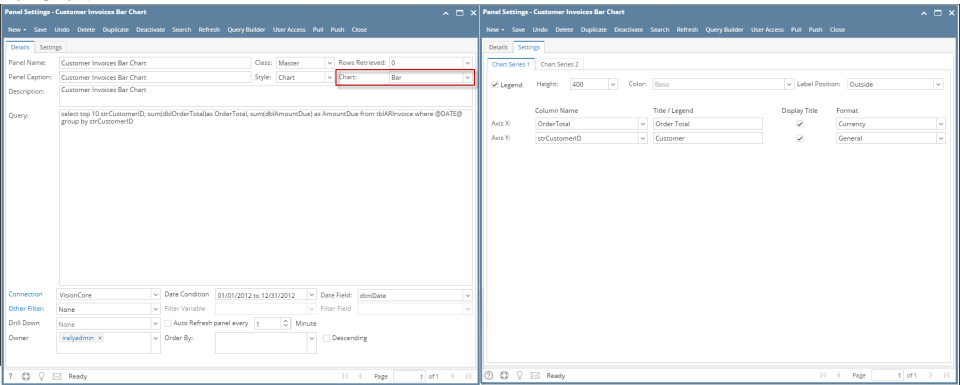 Panel Settings - Customer Invoices Bar Chart
New Save Undo Delete Duplicate Deactivate Search Refresh Query Builder User Access Pull Push Close
Details Settings
Panel Name: Customer Invoices Bar Chart Class: Master Rows Retrieved: 0
Panel Caption: Customer Invoices Bar Chart Style: Chart Chart: Bar
Description: Customer Invoices Bar Chart
Query: select top 10 strCustomerID, sum(dblOrderTotal)as OrderTotal, sum(dblAmountDue) as AmountDue from tblARInvoice where @DATE@
group by strCustomerID
Connection VisionCore Date Condition 01/01/2012 to 12/31/2012 Date Field: dtmDate
Other Filter: None Filter Variable Filter Field
Drill Down None Auto Refresh panel every 1 Minute
Owner irelyadmin × Order By: Descending
? Ready Page 1 of 1
Panel Settings - Customer Invoices Bar Chart
New Save Undo Delete Duplicate Deactivate Search Refresh Query Builder User Access Pull Push Close
Details Settings
Chart Series 1 Chart Series 2
Legend Height: 400 Color: Base Label Position: Outside
Column Name Title / Legend Display Title Format
Axis X: OrderTotal Order Total Currency
Axis Y: strCustomerID Customer General
? Ready Page 1 of 1